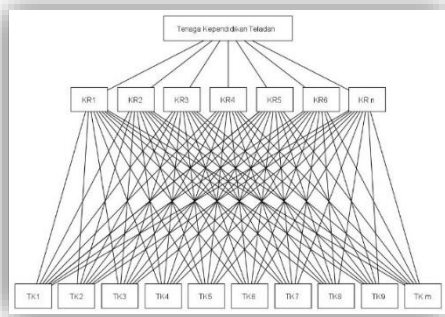 Tenaga Kependidikan Teladan
KR1 KR2 KR3 KR4 KR5 KR6 KR n
TK1 TK2 TK3 TK4 TK5 TK6 TK7 TK8 TK9 TK m